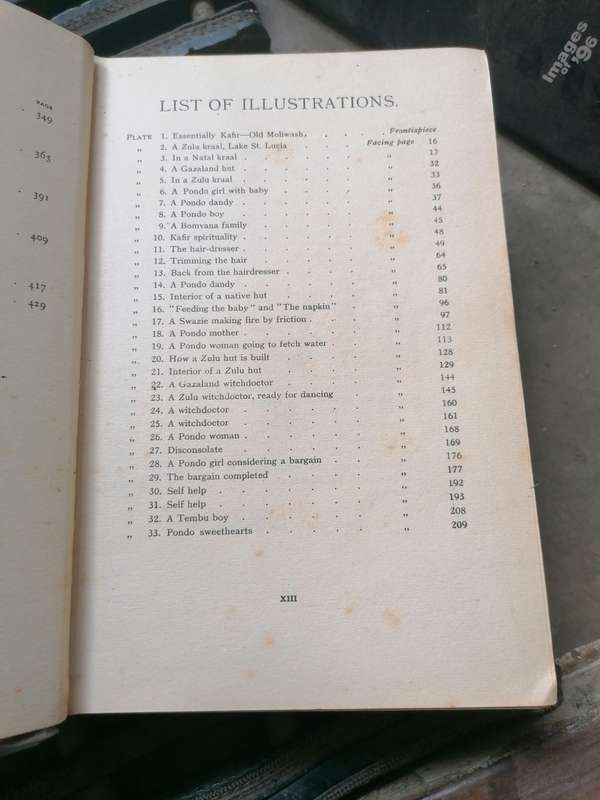 PAGE
349
363
391
409
417
429
Images
of '96
LIST OF ILLUSTRATIONS.
PLATE 1. Essentially Kafir—Old Moliwash. . . . . Frontispiece
„ 2. A Zulu kraal, Lake St. Lucia . . . Facing page 16
„ 3. In a Natal kraal . . . . . „ 17
„ 4. A Gazaland hut . . . . . „ 32
„ 5. In a Zulu kraal . . . . . „ 33
„ 6. A Pondo girl with baby . . . . „ 36
„ 7. A Pondo dandy . . . . . „ 37
„ 8. A Pondo boy . . . . . „ 44
„ 9. A Bomvana family . . . . . „ 45
„ 10. Kafir spirituality . . . . . „ 48
„ 11. The hair-dresser . . . . . „ 49
„ 12. Trimming the hair . . . . . „ 64
„ 13. Back from the hairdresser . . . . „ 65
„ 14. A Pondo dandy . . . . . „ 80
„ 15. Interior of a native hut . . . . „ 81
„ 16. "Feeding the baby" and "The napkin" . . „ 96
„ 17. A Swazie making fire by friction . . . „ 97
„ 18. A Pondo mother . . . . . „ 112
„ 19. A Pondo woman going to fetch water . . . „ 113
„ 20. How a Zulu hut is built . . . . „ 128
„ 21. Interior of a Zulu hut . . . . „ 129
„ 22. A Gazaland witchdoctor . . . . „ 144
„ 23. A Zulu witchdoctor, ready for dancing . . „ 145
„ 24. A witchdoctor . . . . . „ 160
„ 25. A witchdoctor . . . . . „ 161
„ 26. A Pondo woman . . . . . „ 168
„ 27. Disconsolate . . . . . „ 169
„ 28. A Pondo girl considering a bargain . . . „ 176
„ 29. The bargain completed . . . . „ 177
„ 30. Self help . . . . . „ 192
„ 31. Self help . . . . . „ 193
„ 32. A Tembu boy . . . . . „ 208
„ 33. Pondo sweethearts . . . . . „ 209
XIII